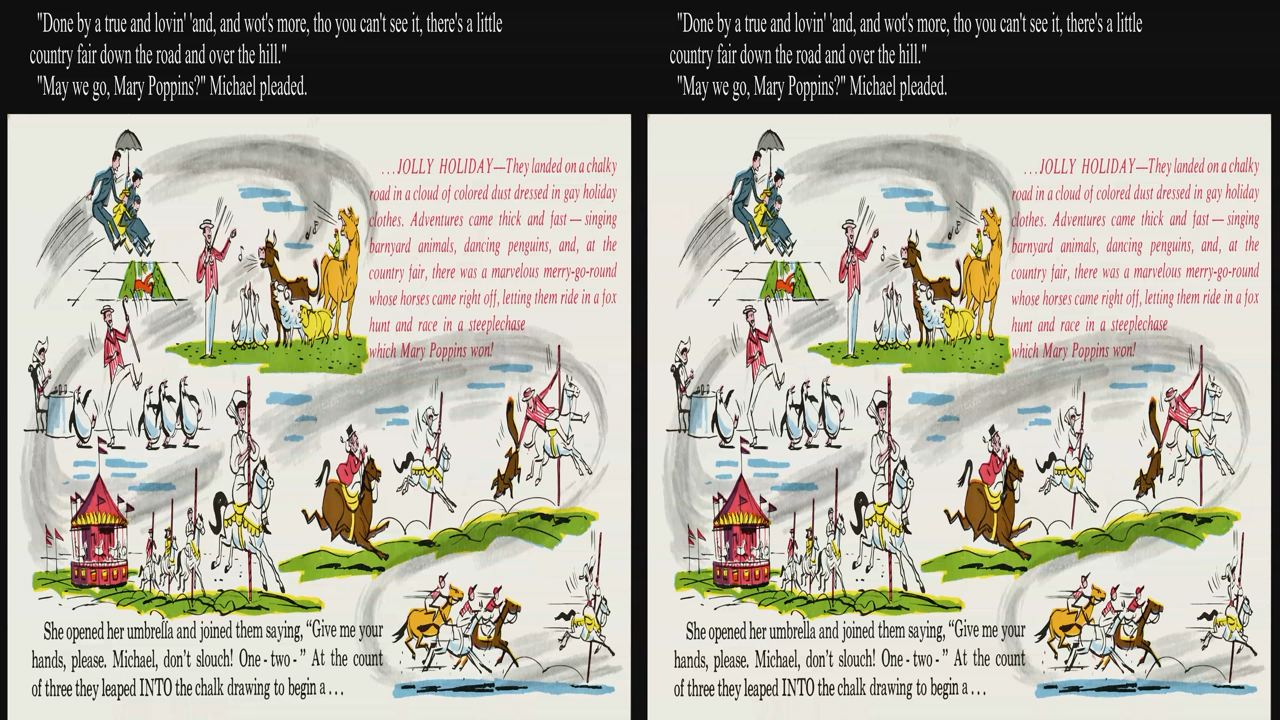 "Done by a true and lovin' 'and, and wot's more, tho you can't see it, there's a little
country fair down the road and over the hill."
"May we go, Mary Poppins?" Michael pleaded.
...JOLLY HOLIDAY—They landed on a chalky
road in a cloud of colored dust dressed in gay holiday
clothes. Adventures came thick and fast — singing
barnyard animals, dancing penguins, and, at the
country fair, there was a marvelous merry-go-round
whose horses came right off, letting them ride in a fox
hunt and race in a steeplechase
which Mary Poppins won!
She opened her umbrella and joined them saying, “Give me your
hands, please. Michael, don’t slouch! One - two - ” At the count
of three they leaped INTO the chalk drawing to begin a . . .
"Done by a true and lovin' 'and, and wot's more, tho you can't see it, there's a little
country fair down the road and over the hill."
"May we go, Mary Poppins?" Michael pleaded.
...JOLLY HOLIDAY—They landed on a chalky
road in a cloud of colored dust dressed in gay holiday
clothes. Adventures came thick and fast — singing
barnyard animals, dancing penguins, and, at the
country fair, there was a marvelous merry-go-round
whose horses came right off, letting them ride in a fox
hunt and race in a steeplechase
which Mary Poppins won!
She opened her umbrella and joined them saying, “Give me your
hands, please. Michael, don’t slouch! One - two - ” At the count
of three they leaped INTO the chalk drawing to begin a . . .